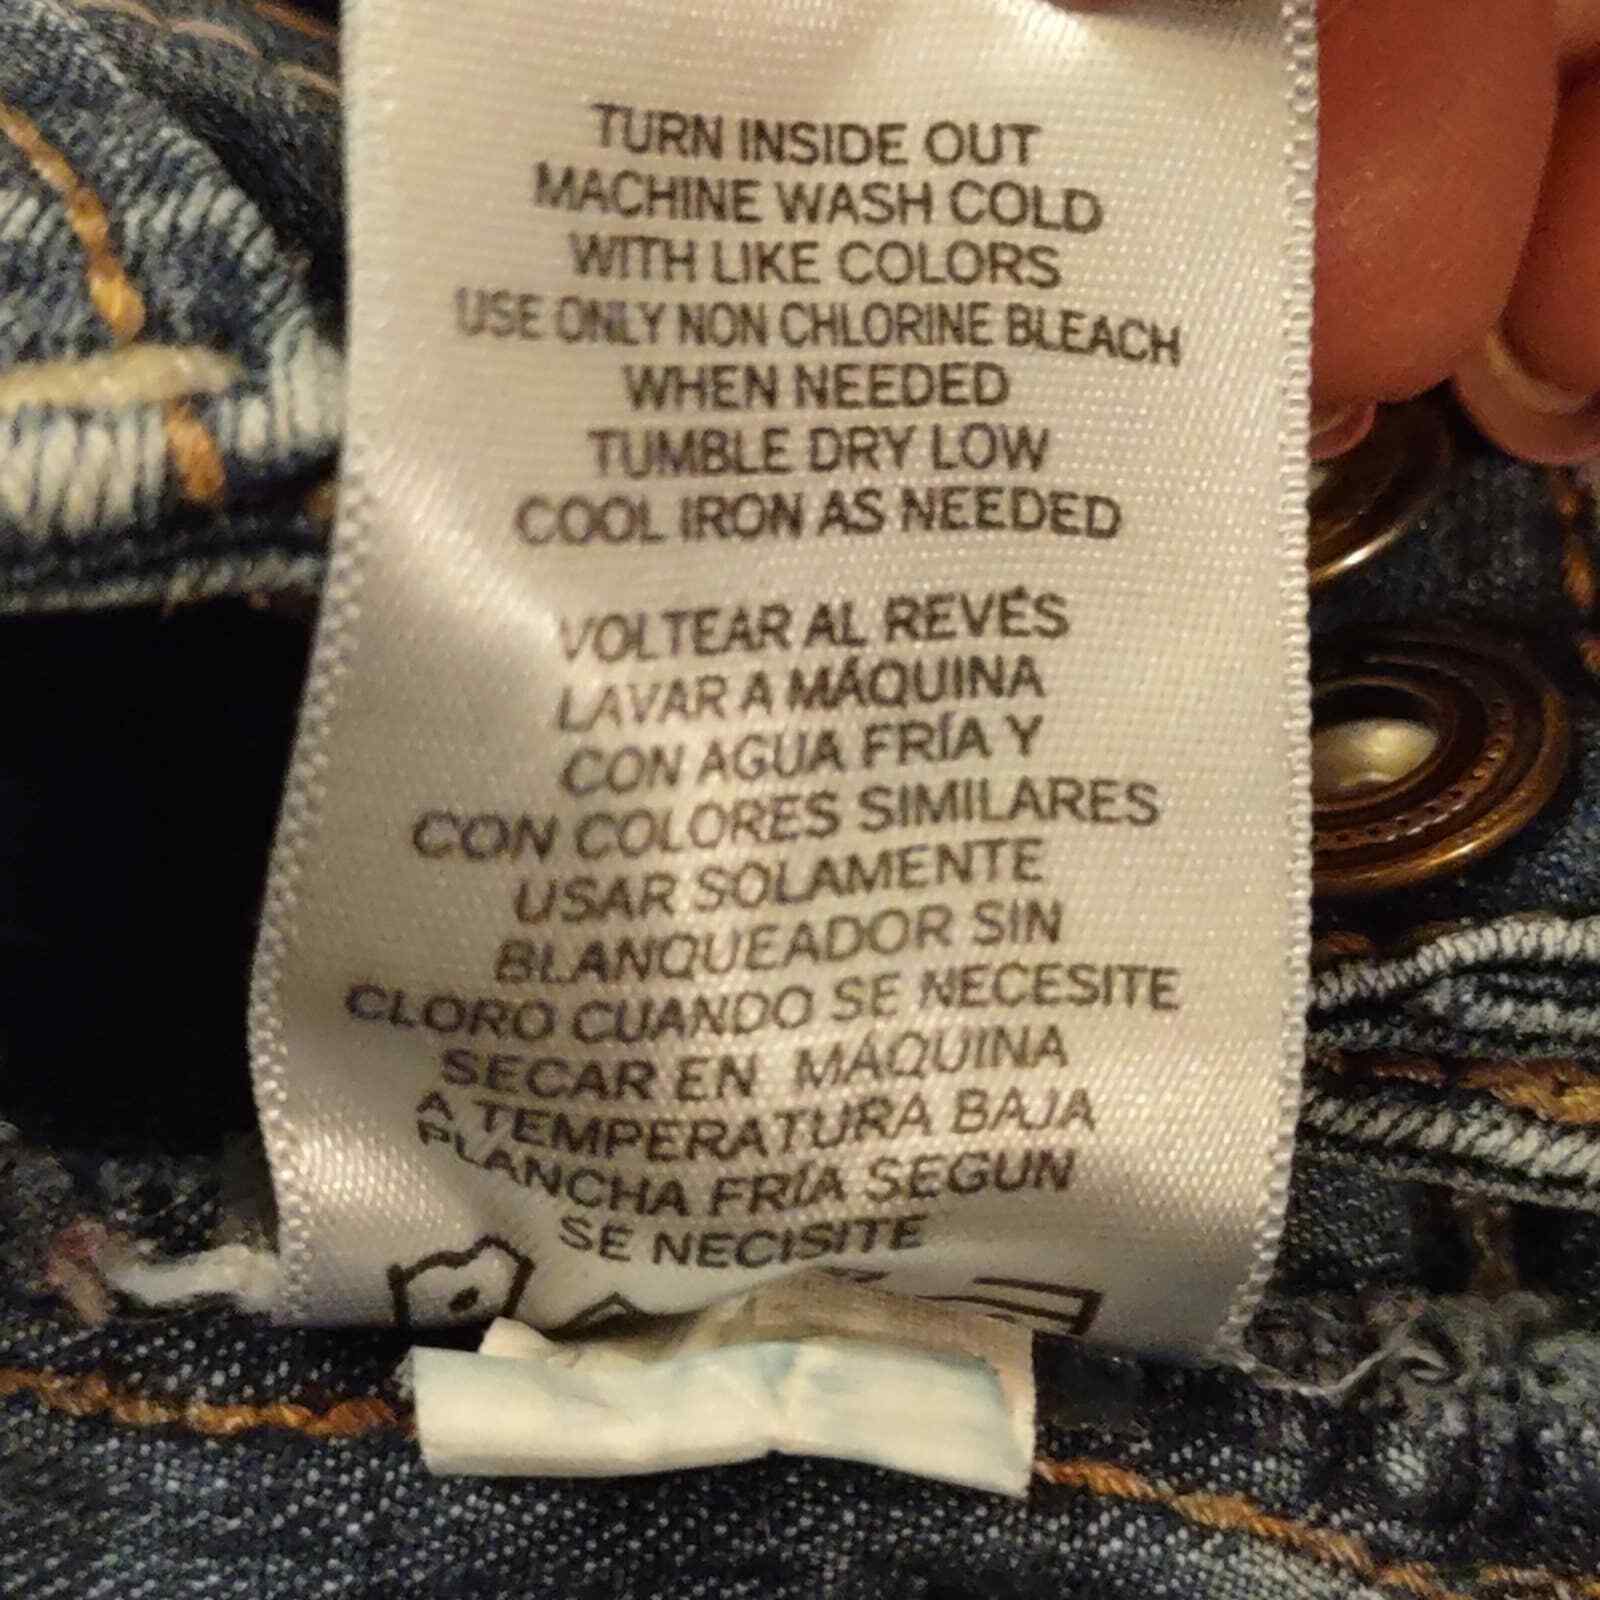 TURN INSIDE OUT
MACHINE WASH COLD
WITH LIKE COLORS
USE ONLY NON CHLORINE BLEACH
WHEN NEEDED
TUMBLE DRY LOW
COOL IRON AS NEEDED
VOLTEAR AL REVÉS
LAVAR A MÁQUINA
CON AGUA FRÍA Y
CON COLORES SIMILARES
USAR SOLAMENTE
BLANQUEADOR SIN
CLORO CUANDO SE NECESITE
SECAR EN MÁQUINA
A TEMPERATURA BAJA
PLANCHA FRÍA SEGUN
SE NECISITE